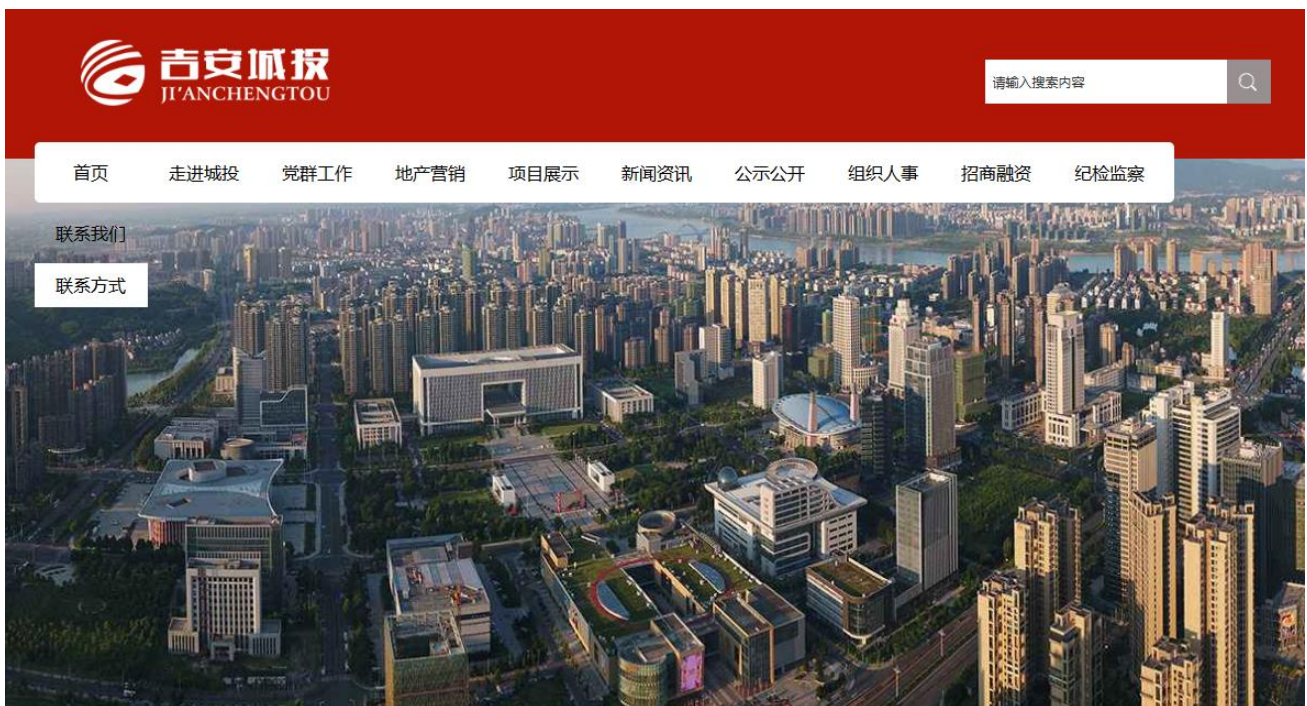 吉安城投
JI'ANCHENGTOU
请输入搜索内容
首页 走进城投 党群工作 地产营销 项目展示 新闻资讯 公示公开 组织人事 招商融资 纪检监察
联系我们
联系方式